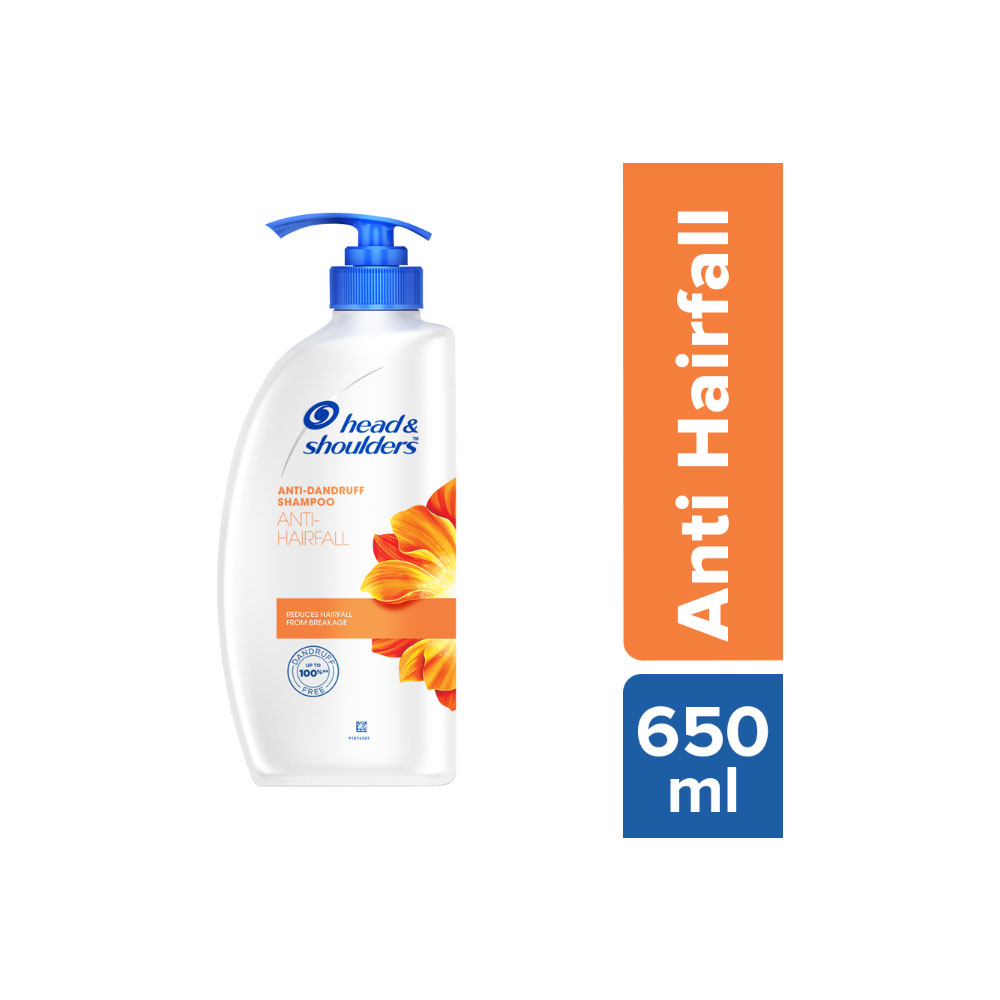 head &
shoulders™
ANTI-DANDRUFF
SHAMPOO
ANTI-
HAIRFALL
REDUCES HAIRFALL
FROM BREAKAGE
DANDRUFF
UP TO
100%**
FREE
Anti Hairfall
650
ml